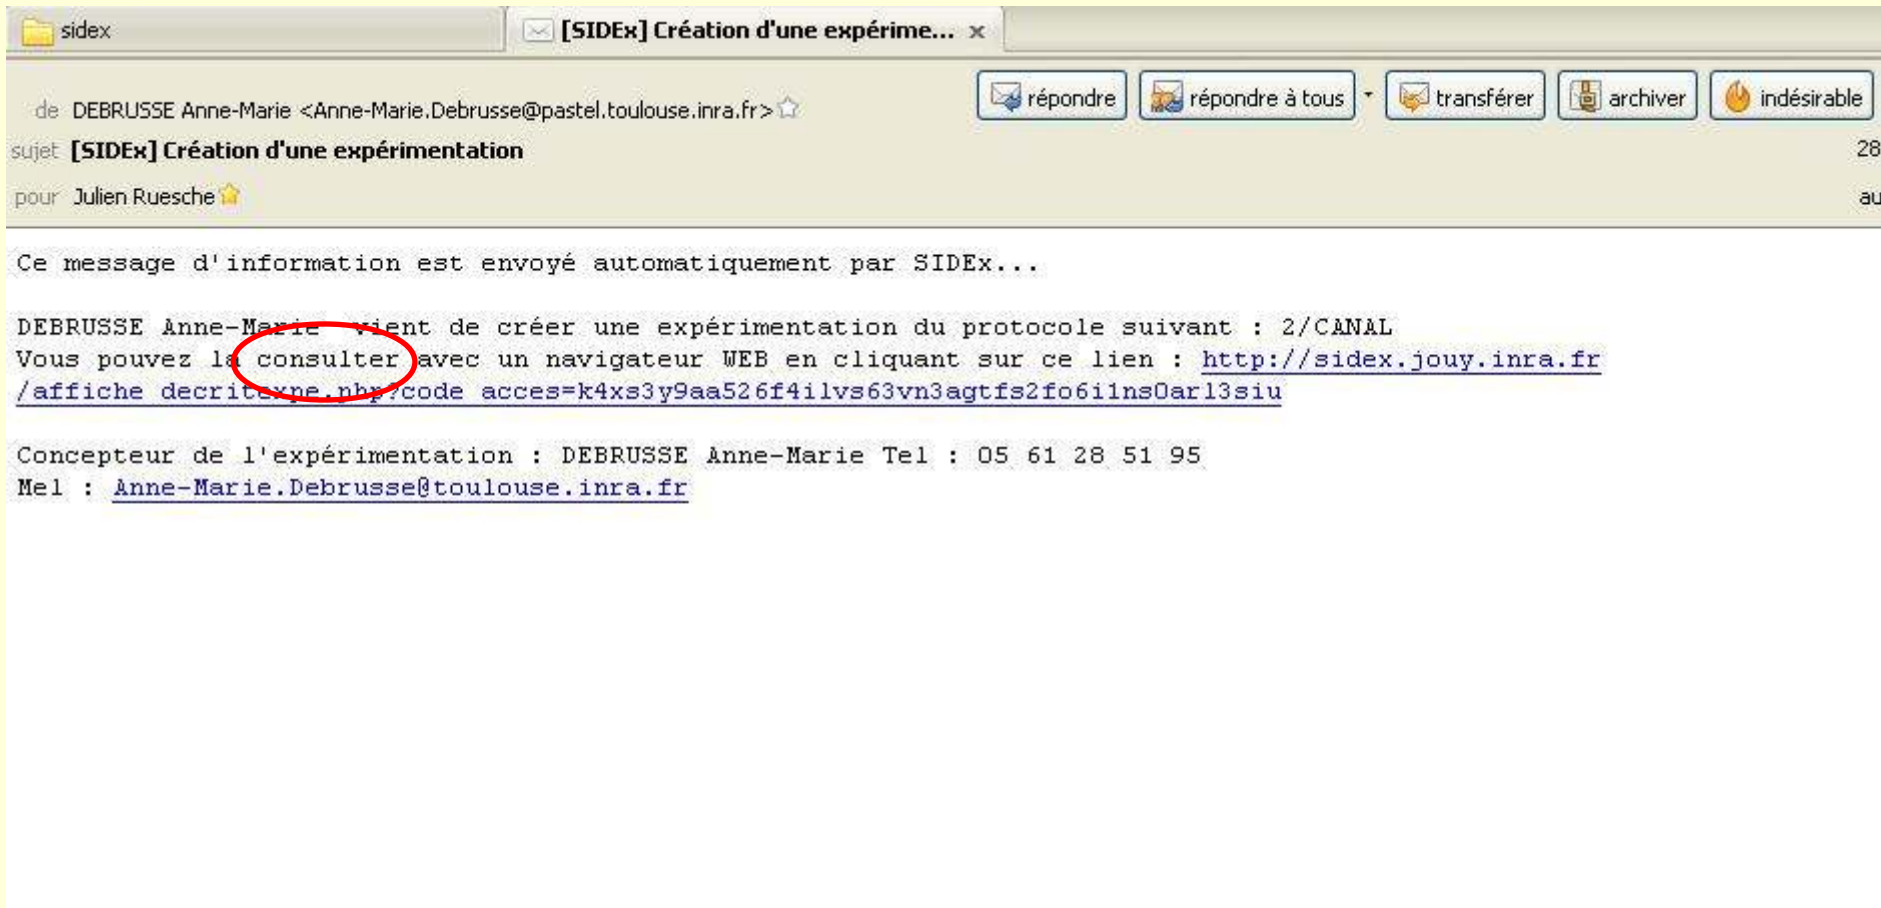 sidex
[SIDEx] Création d'une expérime... x
de DEBRUSSE Anne-Marie <Anne-Marie.Debrusse@pastel.toulouse.inra.fr>
répondre répondre à tous transférer archiver indésirable
sujet [SIDEx] Création d'une expérimentation
28
pour Julien Ruesche
au
Ce message d'information est envoyé automatiquement par SIDEx...
DEBRUSSE Anne-Marie vient de créer une expérimentation du protocole suivant : 2/CANAL
Vous pouvez la consulter avec un navigateur WEB en cliquant sur ce lien : http://sidex.jouy.inra.fr
/affiche_decritexpe.php?code_acces=k4xs3y9aa526f4ilvs63vn3agtfs2fo6i1ns0arl3siu
Concepteur de l'expérimentation : DEBRUSSE Anne-Marie Tel : 05 61 28 51 95
Mel : Anne-Marie.Debrusse@toulouse.inra.fr